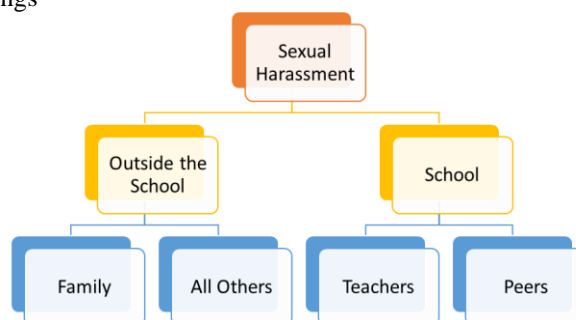 Sexual
Harassment
Outside the
School
School
Family
All Others
Teachers
Peers